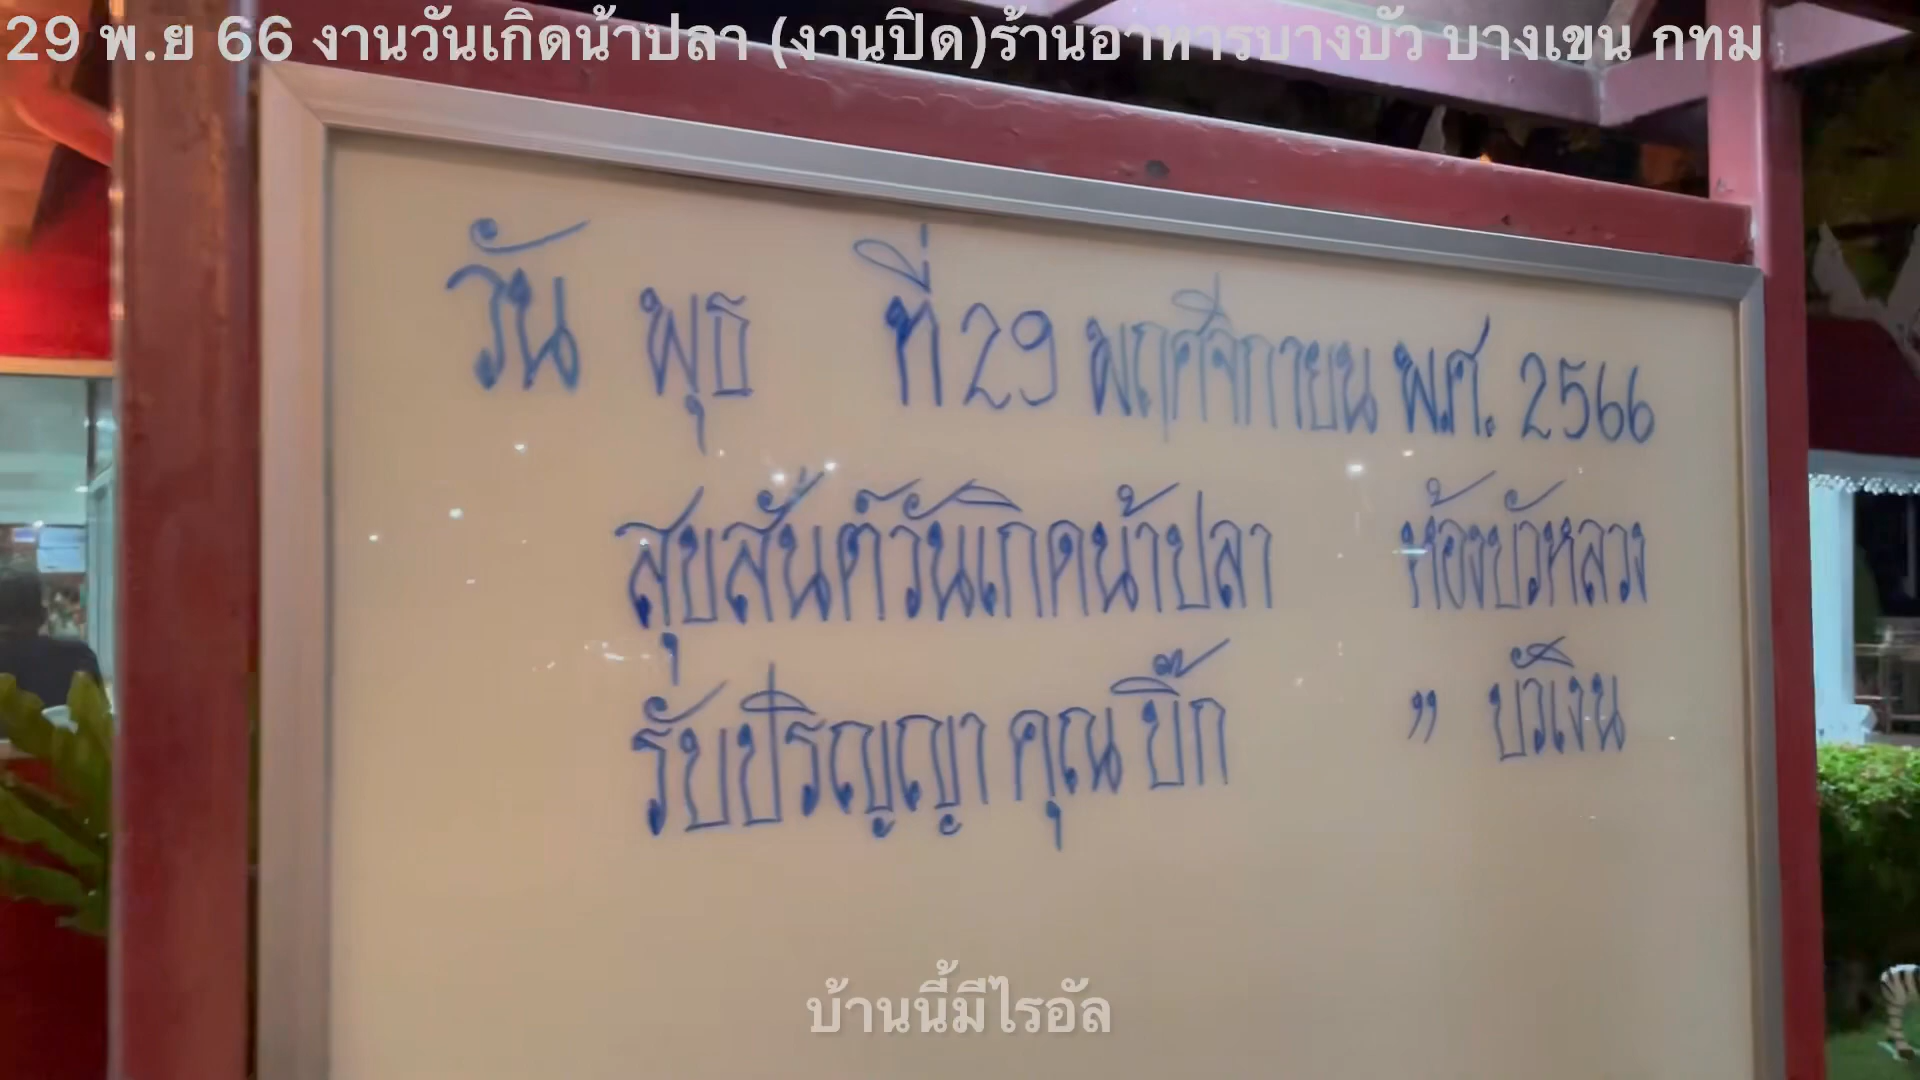 29 พ.ย 66 งานวันเกิดน้าปลา (งานปิด)ร้านอาหารบางบัว บางเขน กทม
วัน พุธ ที่ 29 พฤศจิกายน พ.ศ. 2566
สุขสันต์วันเกิดน้าปลา ห้องบัวหลวง
รับปริญญา คุณ บิ๊ก " บัวเงิน
บ้านนี้มีไรอัล